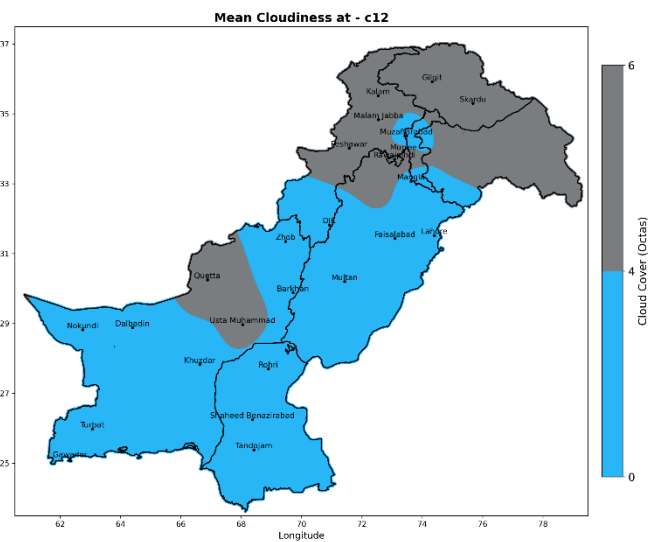 Mean Cloudiness at - c12
37
35
33
31
29
27
25
62 64 66 68 70 72 74 76 78
Longitude
6
4
0
Cloud Cover (Octas)
Gilgit
Kalam
Skardu
Malam Jabba
Muzaffarabad
Peshawar
Murree
Rawalpindi
Mangla
DIK
Lahore
Zhob
Faisalabad
Quetta
Multan
Barkhan
Usta Muhammad
Nokundi
Dalbadin
Khuzdar
Rohri
Shaheed Benazirabad
Turbat
Tandojam
Gawadar